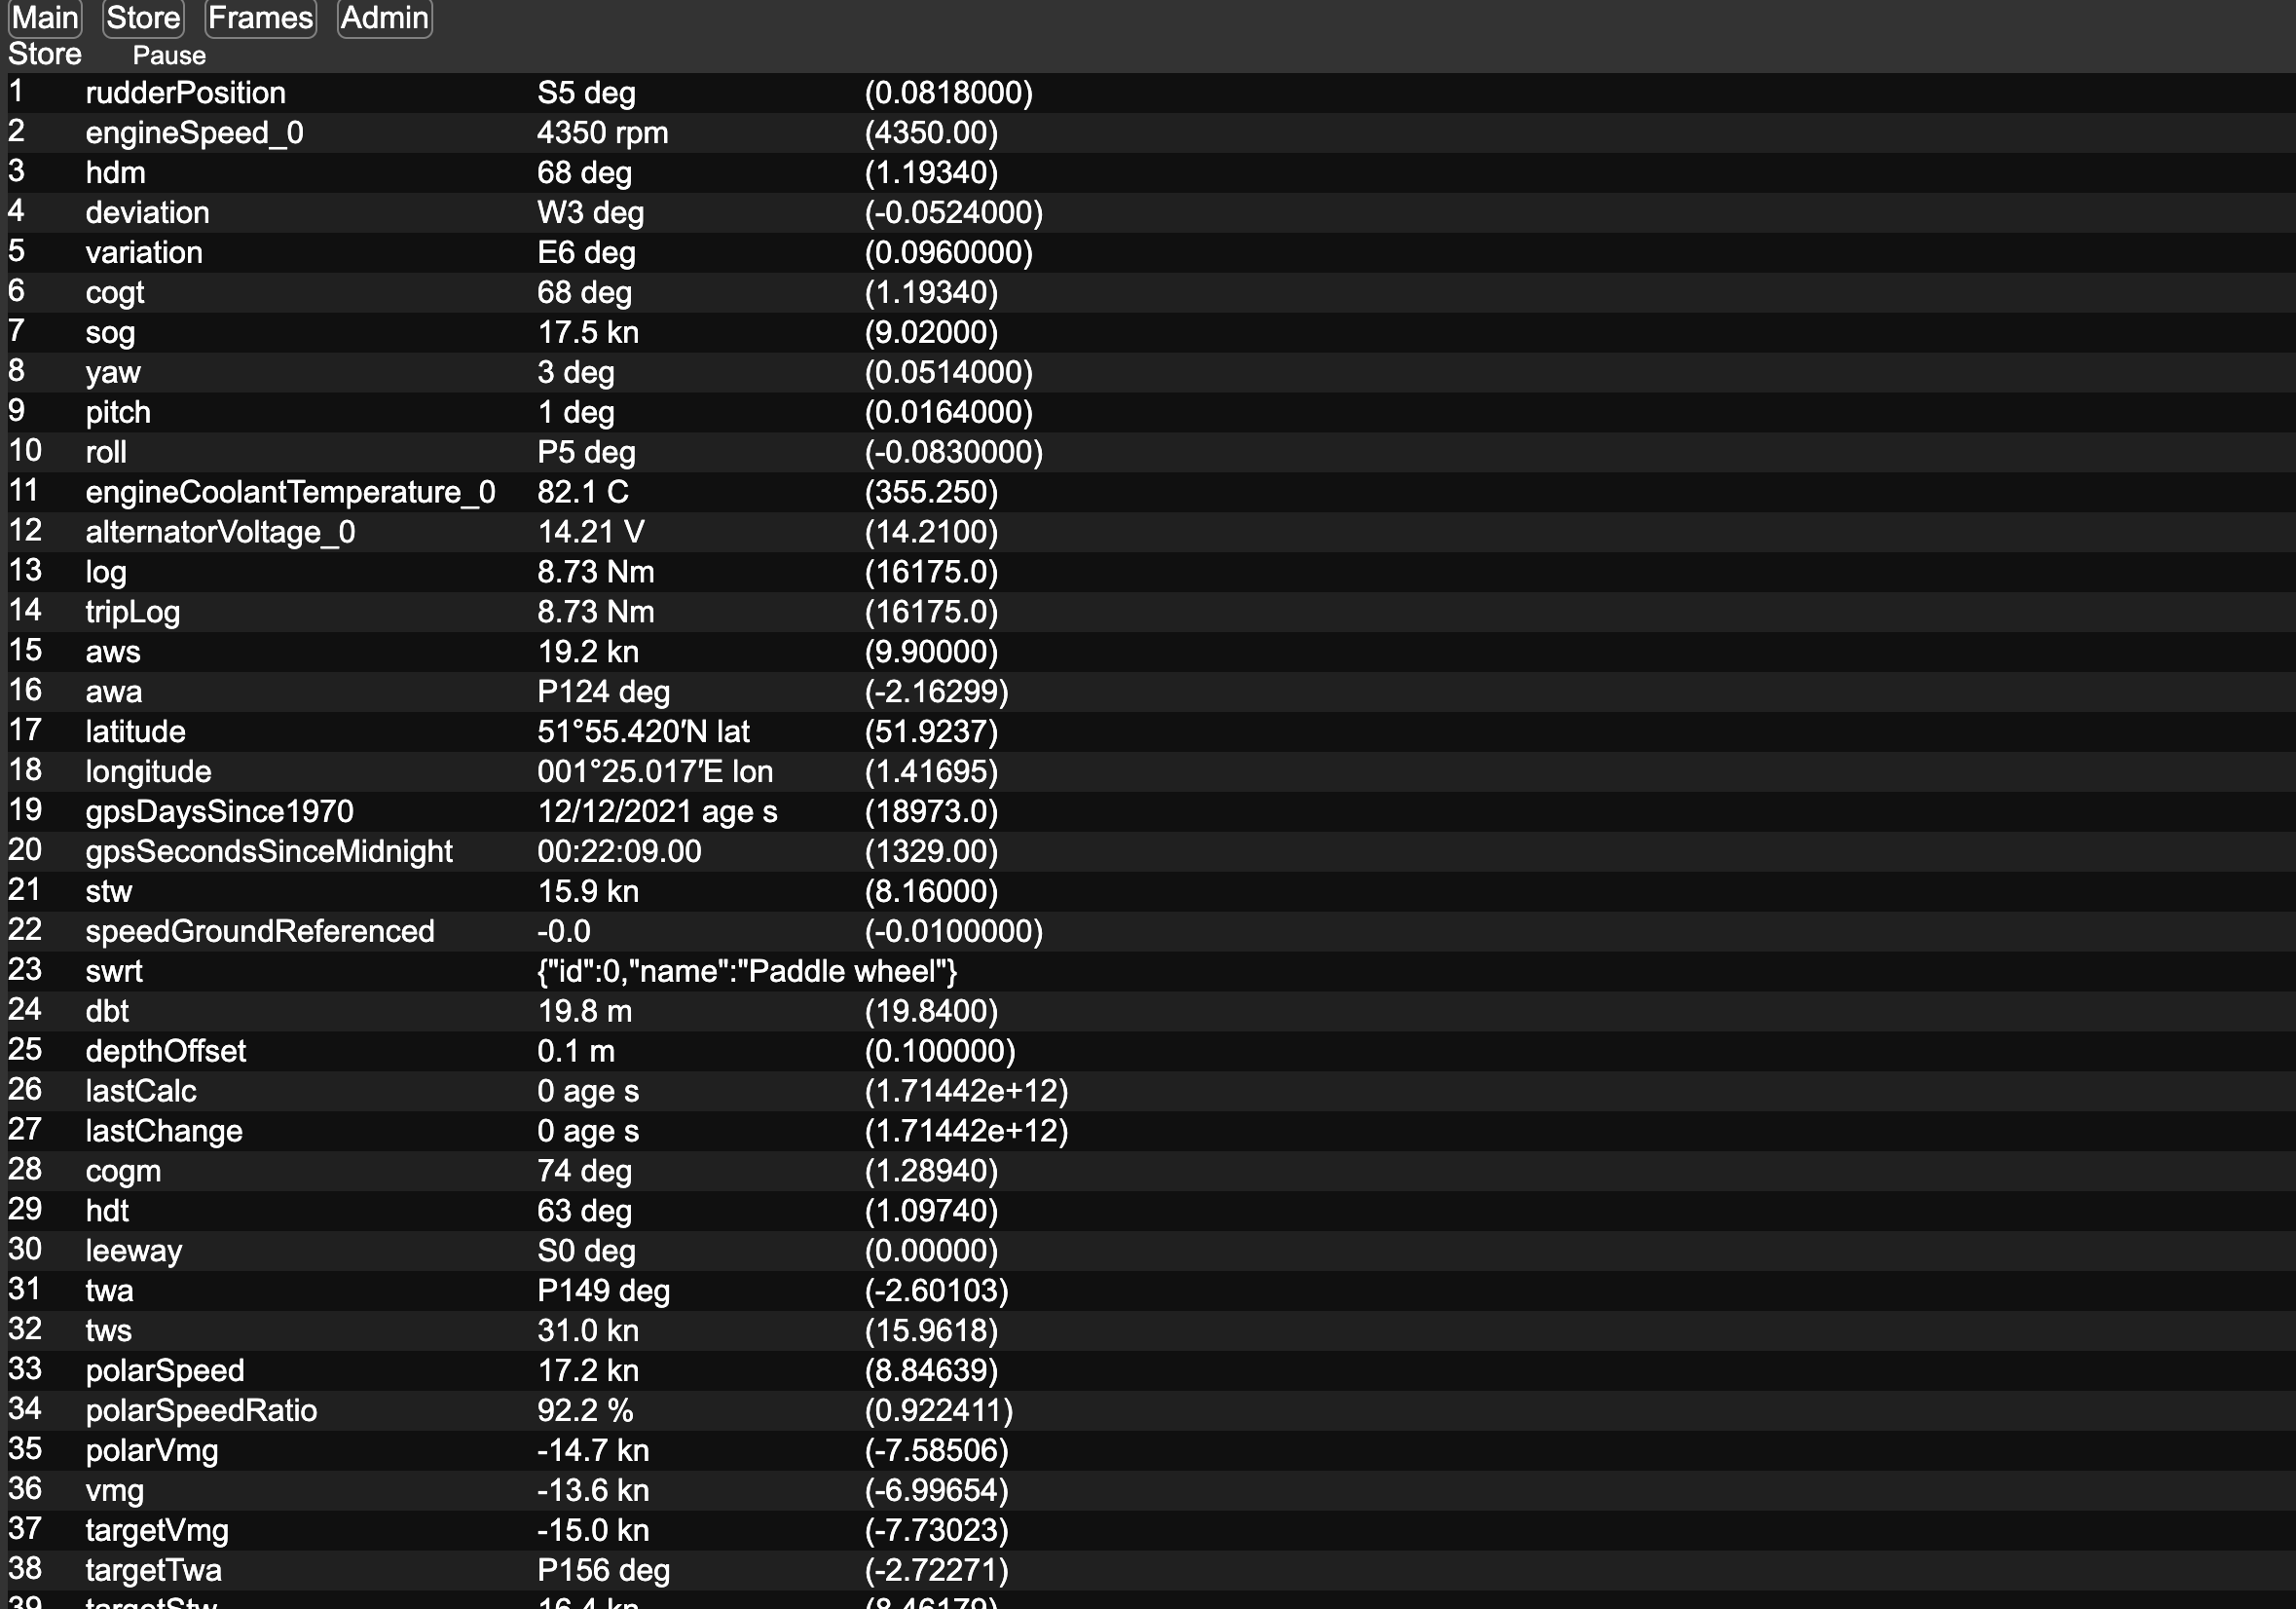 Main Store Frames Admin
Store Pause
1 rudderPosition S5 deg (0.0818000)
2 engineSpeed_0 4350 rpm (4350.00)
3 hdm 68 deg (1.19340)
4 deviation W3 deg (-0.0524000)
5 variation E6 deg (0.0960000)
6 cogt 68 deg (1.19340)
7 sog 17.5 kn (9.02000)
8 yaw 3 deg (0.0514000)
9 pitch 1 deg (0.0164000)
10 roll P5 deg (-0.0830000)
11 engineCoolantTemperature_0 82.1 C (355.250)
12 alternatorVoltage_0 14.21 V (14.2100)
13 log 8.73 Nm (16175.0)
14 tripLog 8.73 Nm (16175.0)
15 aws 19.2 kn (9.90000)
16 awa P124 deg (-2.16299)
17 latitude 51°55.420′N lat (51.9237)
18 longitude 001°25.017′E lon (1.41695)
19 gpsDaysSince1970 12/12/2021 age s (18973.0)
20 gpsSecondsSinceMidnight 00:22:09.00 (1329.00)
21 stw 15.9 kn (8.16000)
22 speedGroundReferenced -0.0 (-0.0100000)
23 swrt {"id":0,"name":"Paddle wheel"}
24 dbt 19.8 m (19.8400)
25 depthOffset 0.1 m (0.100000)
26 lastCalc 0 age s (1.71442e+12)
27 lastChange 0 age s (1.71442e+12)
28 cogm 74 deg (1.28940)
29 hdt 63 deg (1.09740)
30 leeway S0 deg (0.00000)
31 twa P149 deg (-2.60103)
32 tws 31.0 kn (15.9618)
33 polarSpeed 17.2 kn (8.84639)
34 polarSpeedRatio 92.2 % (0.922411)
35 polarVmg -14.7 kn (-7.58506)
36 vmg -13.6 kn (-6.99654)
37 targetVmg -15.0 kn (-7.73023)
38 targetTwa P156 deg (-2.72271)
39 targetStw 16.4 kn (8.46179)